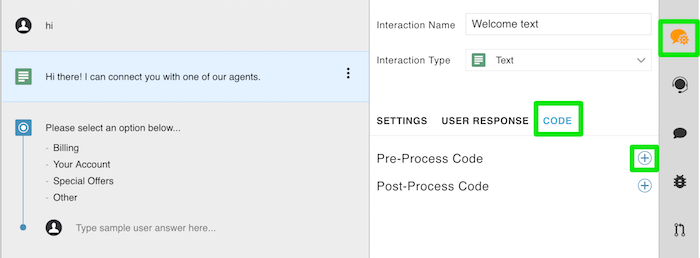 hi
Hi there! I can connect you with one of our agents.
Please select an option below...
- Billing
- Your Account
- Special Offers
- Other
Type sample user answer here...
Interaction Name Welcome text
Interaction Type Text
SETTINGS USER RESPONSE CODE
Pre-Process Code
Post-Process Code